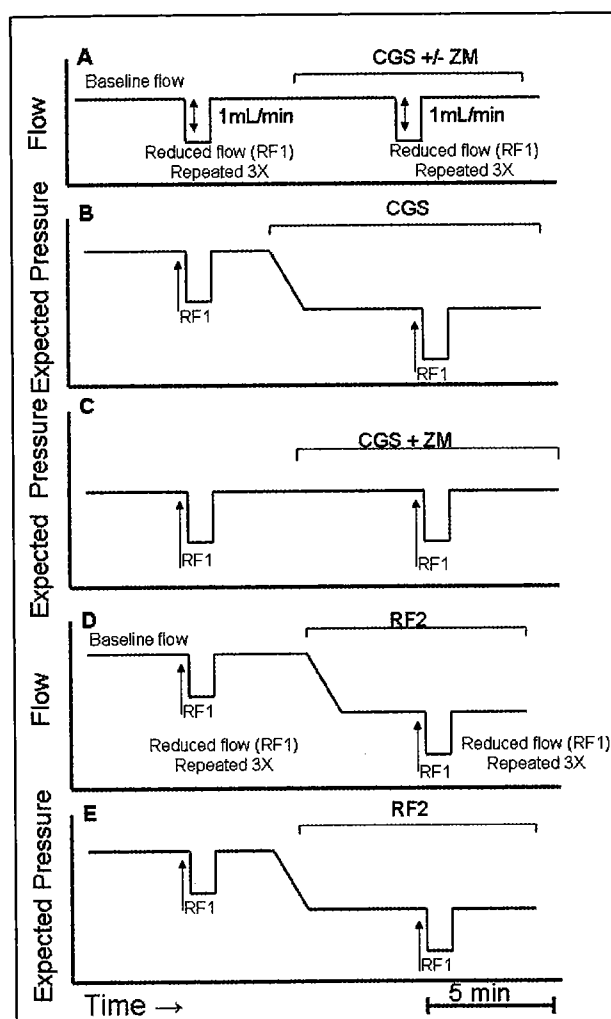 A
CGS +/- ZM
Baseline flow
1mL/min
1mL/min
Reduced flow (RF1)
Repeated 3X
Reduced flow (RF1)
Repeated 3X
Flow
B
CGS
RF1
RF1
Expected Pressure
C
CGS + ZM
RF1
RF1
Expected Pressure
D
RF2
Baseline flow
RF1
Reduced flow (RF1)
Repeated 3X
RF1
Reduced flow (RF1)
Repeated 3X
Flow
E
RF2
RF1
RF1
Expected Pressure
Time →
5 min